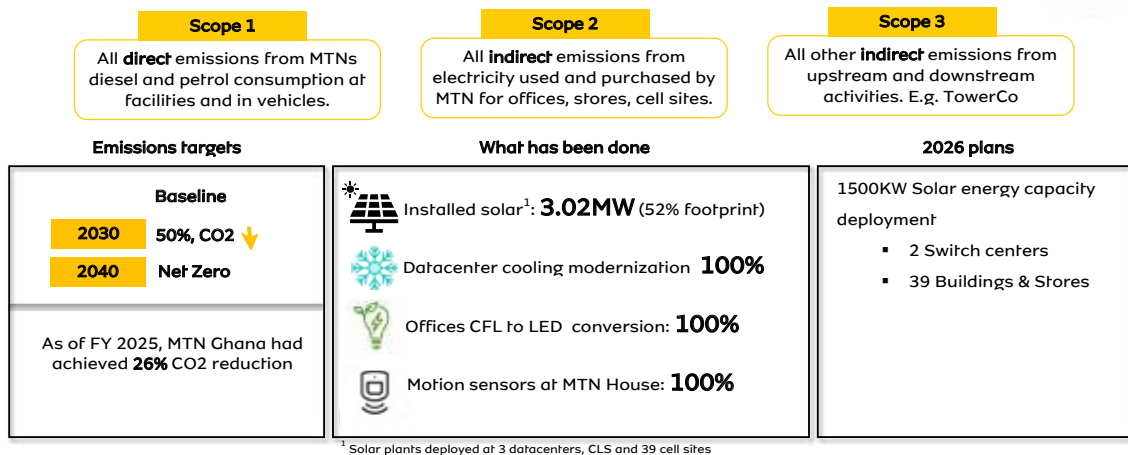 Scope 1
All direct emissions from MTNs
diesel and petrol consumption at
facilities and in vehicles.
Scope 2
All indirect emissions from
electricity used and purchased by
MTN for offices, stores, cell sites.
Scope 3
All other indirect emissions from
upstream and downstream
activities. E.g. TowerCo
Emissions targets
Baseline
2030 50%, CO2
2040 Net Zero
As of FY 2025, MTN Ghana had
achieved 26% CO2 reduction
What has been done
Installed solar¹: 3.02MW (52% footprint)
Datacenter cooling modernization 100%
Offices CFL to LED conversion: 100%
Motion sensors at MTN House: 100%
2026 plans
1500KW Solar energy capacity
deployment
▪ 2 Switch centers
▪ 39 Buildings & Stores
¹ Solar plants deployed at 3 datacenters, CLS and 39 cell sites